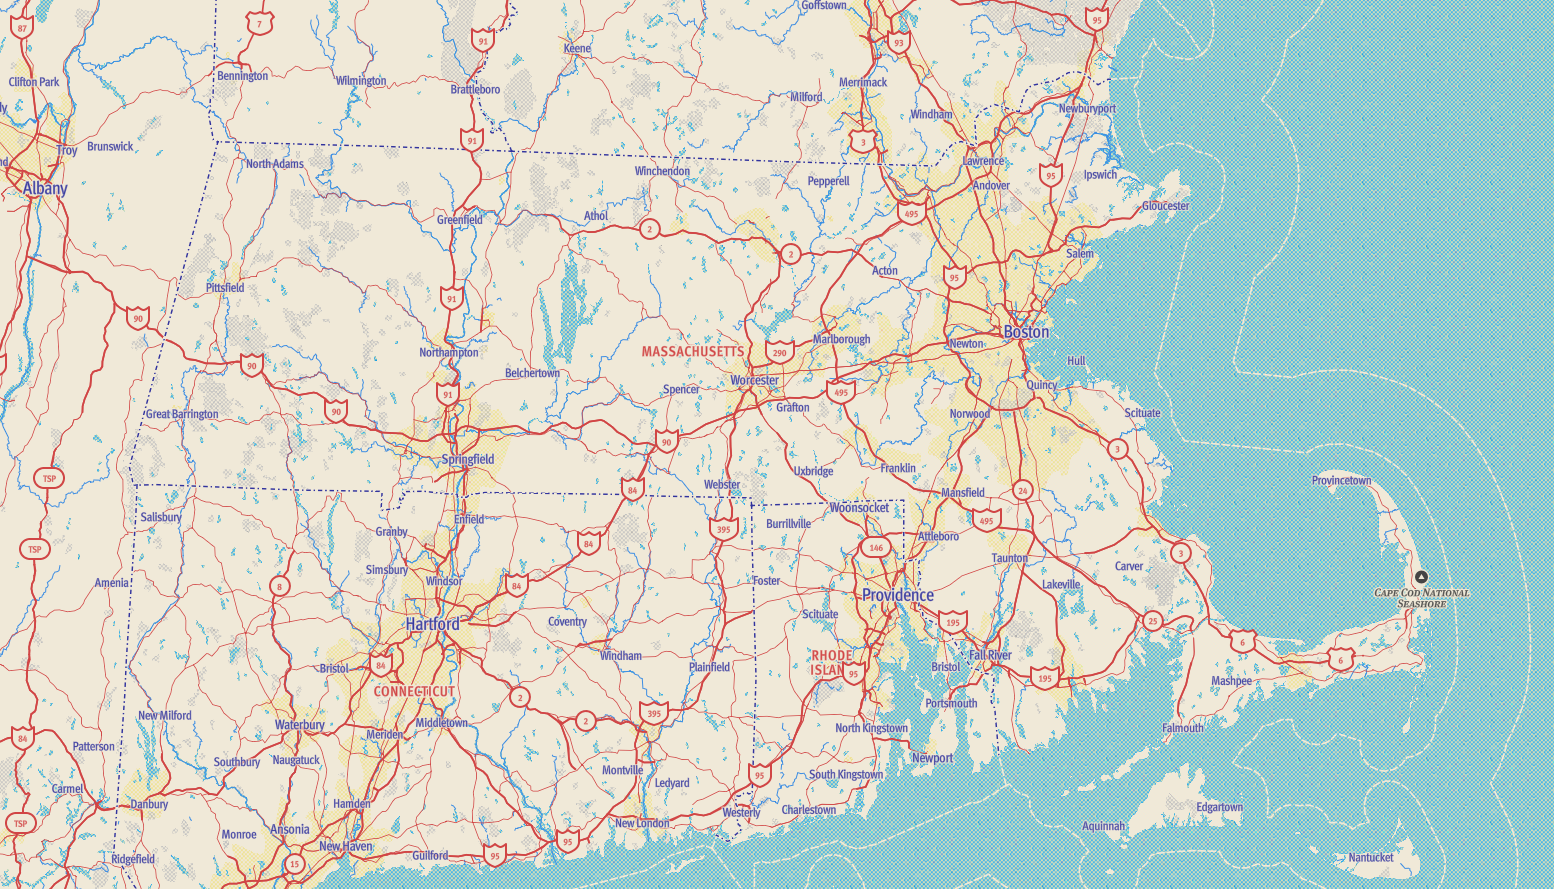 Goffstown
87
7
91
93
95
Keene
Bennington
Wilmington
Clifton Park
Merrimack
Brattleboro
Milford
Newburyport
Windham
91
3
Brunswick
Troy
North Adams
Lawrence
Winchendon
Pepperell
95
Ipswich
Andover
Albany
Gloucester
495
Greenfield
Athol
2
2
Salem
Acton
95
Pittsfield
91
90
Boston
Marlborough
Newton
MASSACHUSETTS
290
Northampton
Hull
90
Belchertown
Worcester
Quincy
Spencer
91
495
90
Grafton
Great Barrington
Norwood
Scituate
90
3
Springfield
Uxbridge
Franklin
TSP
Webster
84
Provincetown
Mansfield
24
Woonsocket
Salisbury
Enfield
495
Granby
395
Burrillville
Attleboro
84
146
TSP
3
Taunton
Simsbury
Carver
Amenia
Windsor
8
84
Foster
Lakeville
Providence
CAPE COD NATIONAL
SEASHORE
Scituate
Hartford
Coventry
195
25
6
Windham
RHODE
ISLAN
Fall River
6
Bristol
84
Plainfield
95
Bristol
195
Mashpee
CONNECTICUT
2
Portsmouth
New Milford
395
2
Waterbury
Middletown
North Kingstown
Falmouth
84
Meriden
Patterson
Southbury
Naugatuck
Newport
Montville
95
South Kingstown
Ledyard
Carmel
Danbury
Hamden
Westerly
Charlestown
Edgartown
TSP
New London
Aquinnah
Monroe
Ansonia
95
New Haven
Guilford
95
Ridgefield
15
Nantucket